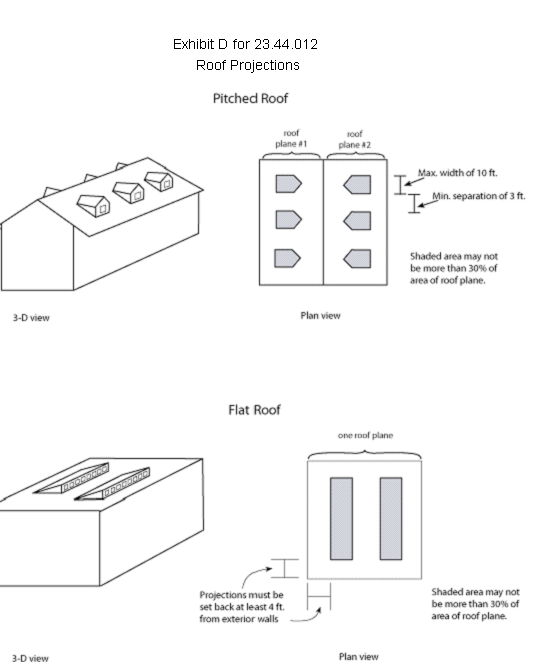 Exhibit D for 23.44.012
Roof Projections
Pitched Roof
roof
plane #1
roof
plane #2
Max. width of 10 ft.
Min. separation of 3 ft.
Shaded area may not
be more than 30% of
area of roof plane.
3-D view
Plan view
Flat Roof
one roof plane
Projections must be
set back at least 4 ft.
from exterior walls
Shaded area may not
be more than 30% of
area of roof plane.
3-D view
Plan view